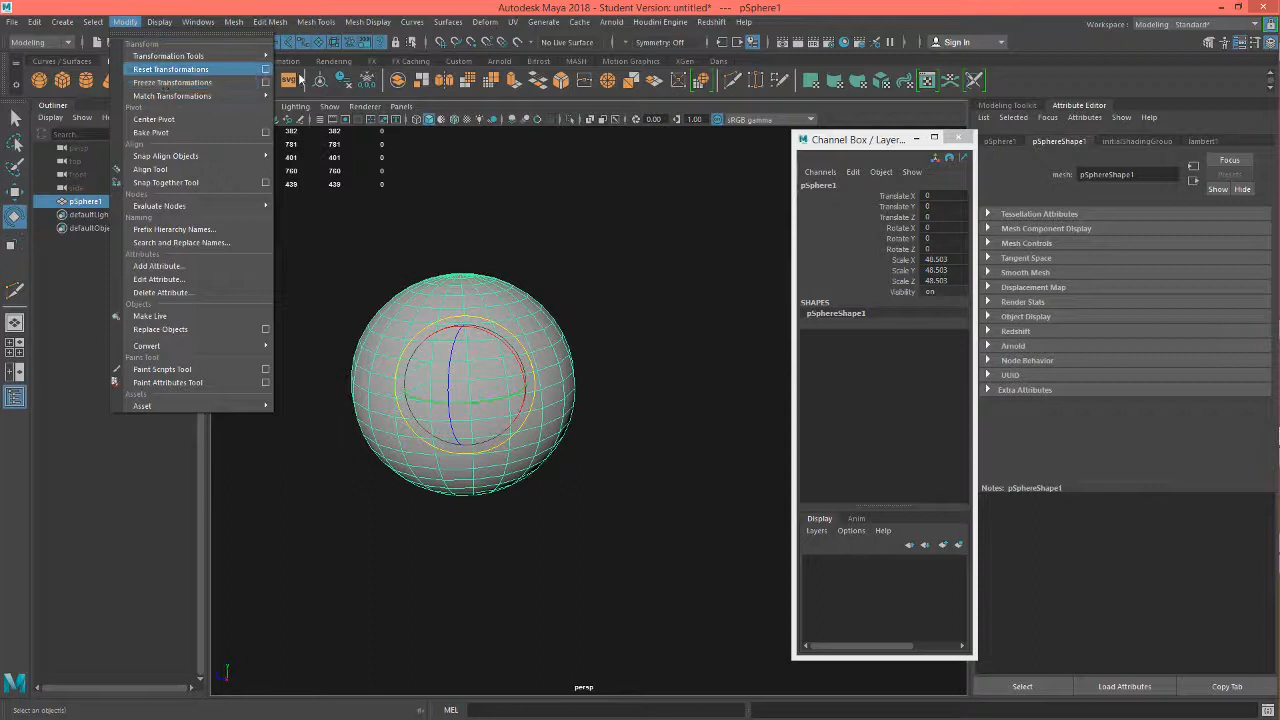 Autodesk Maya 2018 - Student Version: untitled* --- pSphere1
File Edit Create Select Modify Display Windows Mesh Edit Mesh Mesh Tools Mesh Display Curves Surfaces Deform UV Generate Cache Arnold Houdini Engine Redshift Help
Workspace: Modeling - Standard*
Modeling
No Live Surface
Symmetry: Off
Sign In
Curves / Surfaces
Rendering FX FX Caching Custom Arnold Bifrost MASH Motion Graphics XGen Darks
SVG
Transform
Transformation Tools
Reset Transformations
Freeze Transformations
Match Transformations
Pivot
Center Pivot
Bake Pivot
Align
Snap Align Objects
Align Tool
Snap Together Tool
Nodes
Evaluate Nodes
Naming
Prefix Hierarchy Names...
Search and Replace Names...
Attributes
Add Attribute...
Edit Attribute...
Delete Attribute...
Objects
Make Live
Replace Objects
Convert
Paint Tool
Paint Scripts Tool
Paint Attributes Tool
Assets
Asset
Outliner
Display Show
Search...
persp
top
front
side
pSphere1
defaultLigh
defaultObje
Lighting Show Renderer Panels
0.00 1.00 sRGB gamma
382 382 0
781 781 0
401 401 0
760 760 0
439 439 0
persp
Channel Box / Layer...
Channels Edit Object Show
pSphere1
Translate X 0
Translate Y 0
Translate Z 0
Rotate X 0
Rotate Y 0
Rotate Z 0
Scale X 48.503
Scale Y 48.503
Scale Z 48.503
Visibility on
SHAPES
pSphereShape1
Display Anim
Layers Options Help
Modeling Toolkit Attribute Editor
List Selected Focus Attributes Show Help
pSphere1 pSphereShape1 initialShadingGroup lambert1
mesh: pSphereShape1
Focus
Presets
Show Hide
Tessellation Attributes
Mesh Component Display
Mesh Controls
Tangent Space
Smooth Mesh
Displacement Map
Render Stats
Object Display
Redshift
Arnold
Node Behavior
UUID
Extra Attributes
Notes: pSphereShape1
Select Load Attributes Copy Tab
Select an object(s)
MEL